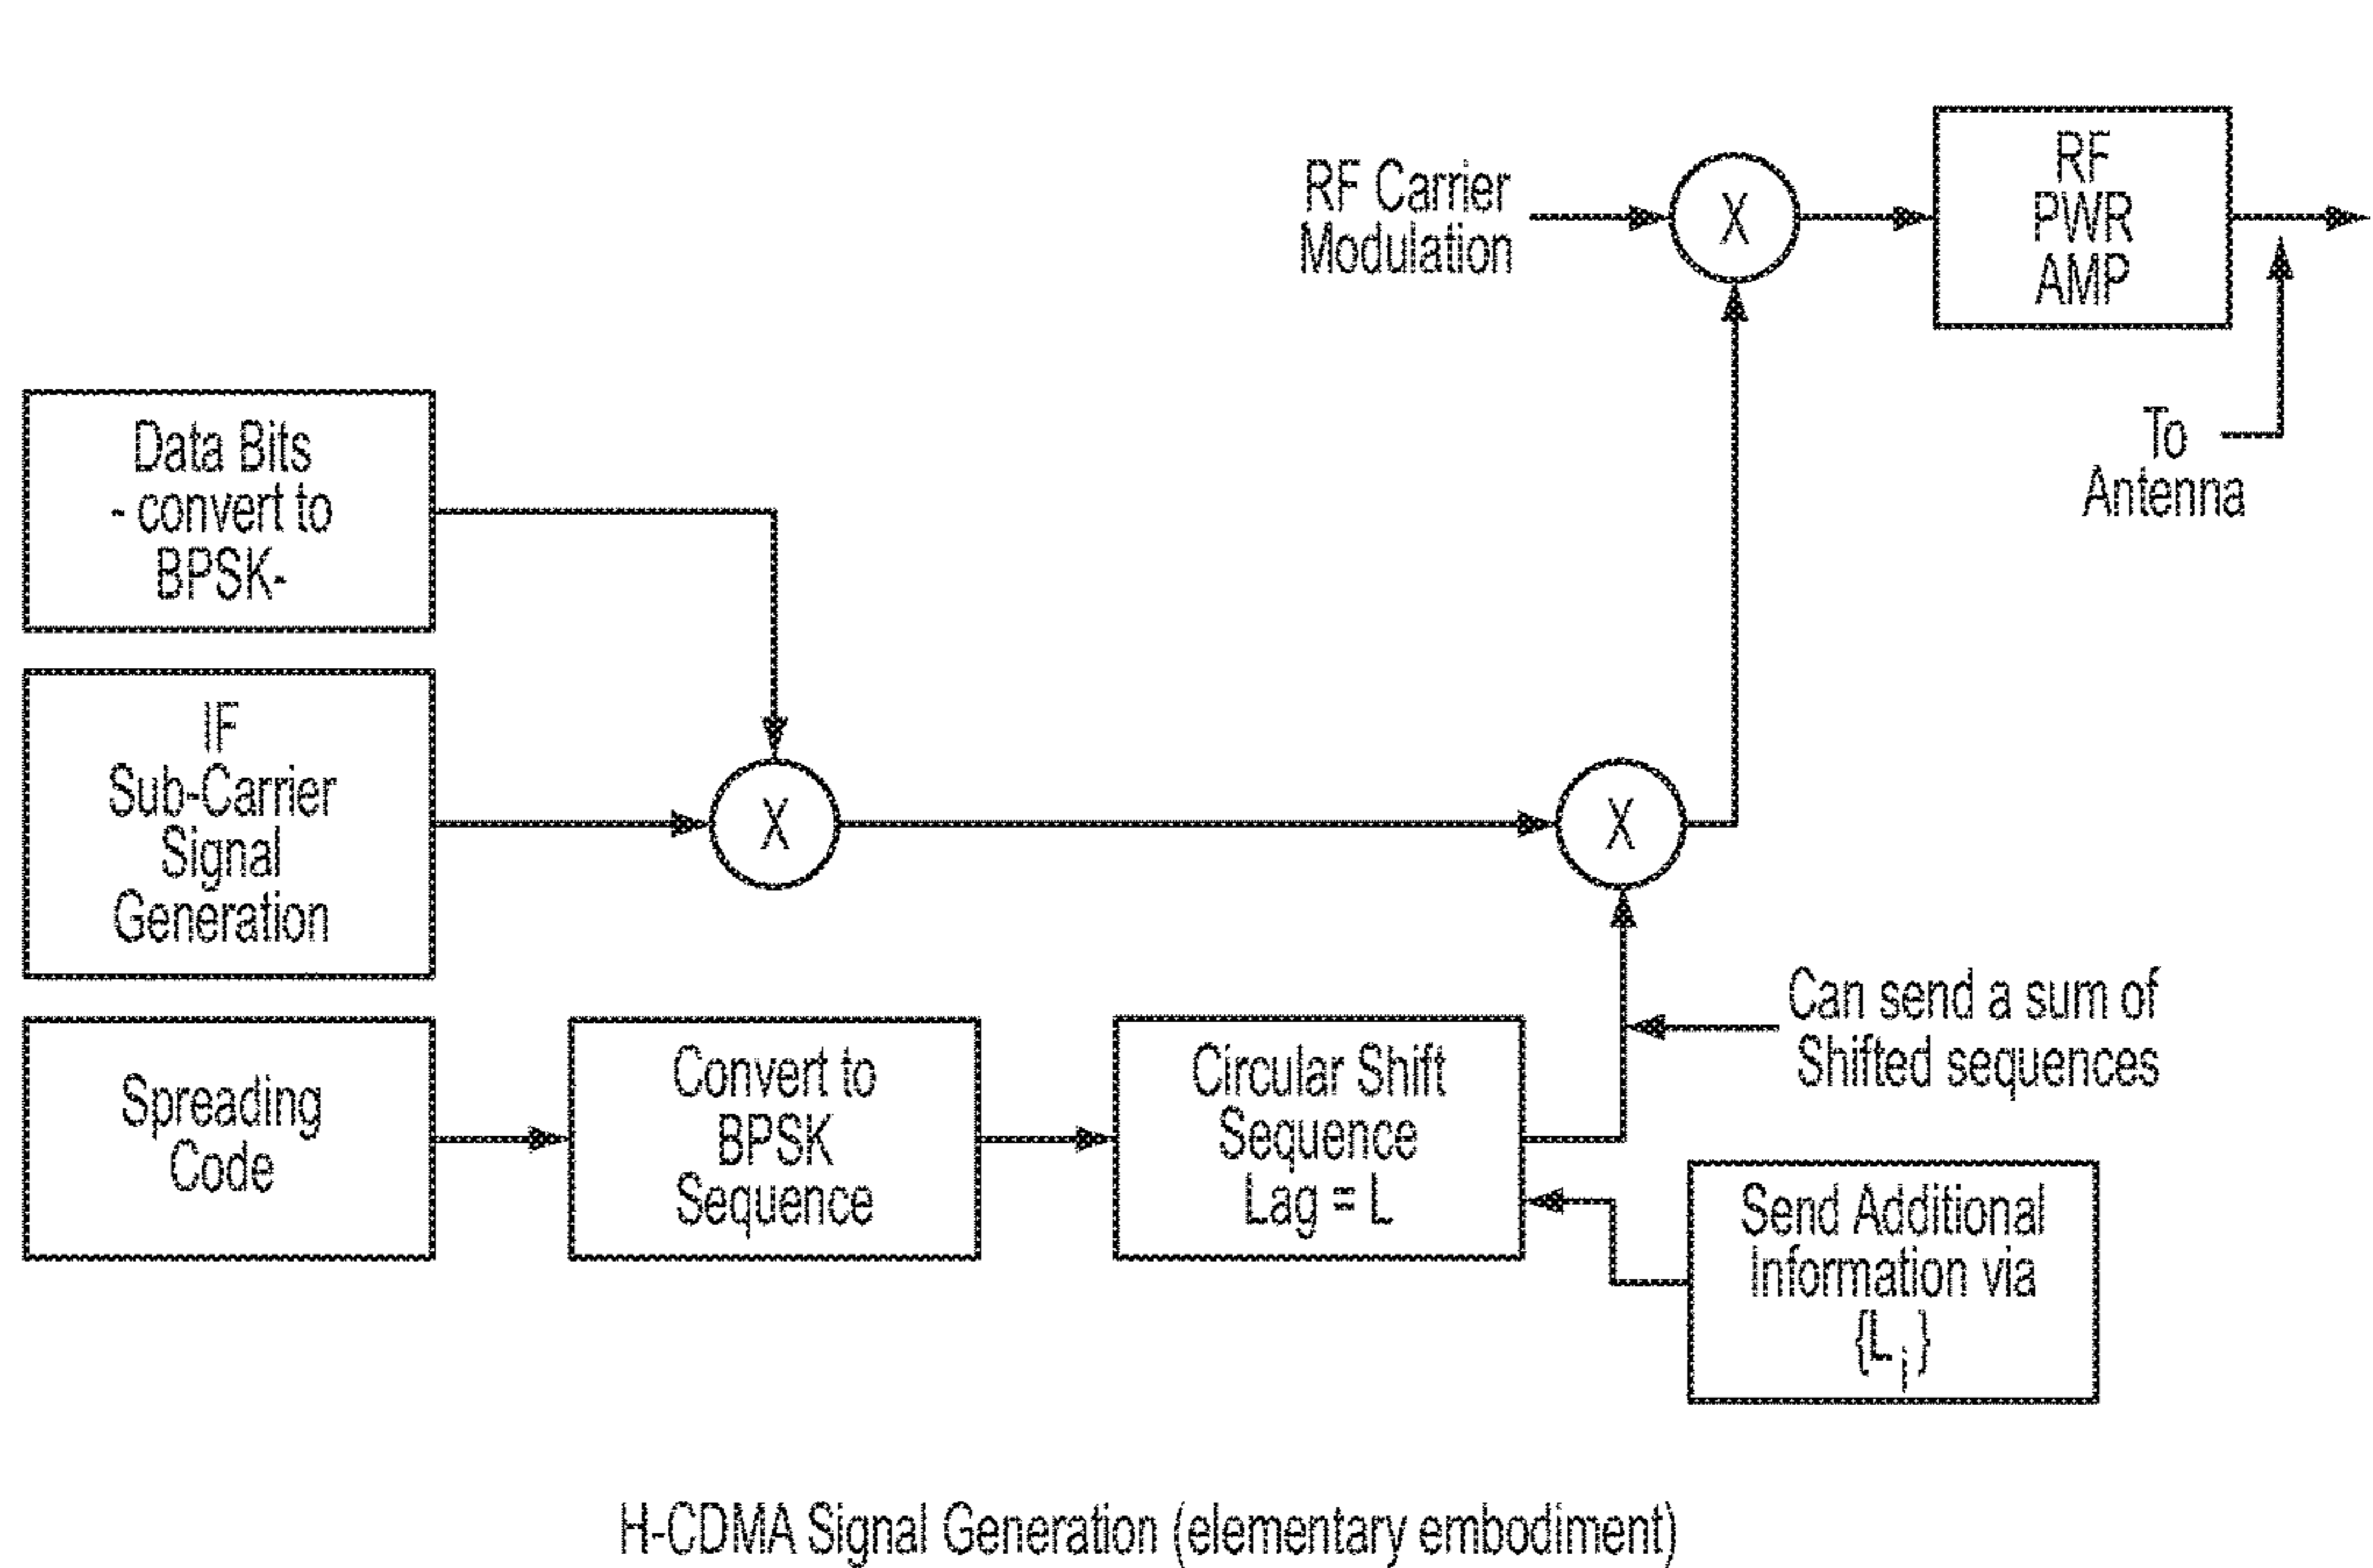 RF Carrier
Modulation
X
RF
PWR
AMP
To
Antenna
Data Bits
- convert to
BPSK-
IF
Sub-Carrier
Signal
Generation
X
X
Can send a sum of
Shifted sequences
Spreading
Code
Convert to
BPSK
Sequence
Circular Shift
Sequence
Lag = L
Send Additional
Information via
{L i }
H-CDMA Signal Generation (elementary embodiment)